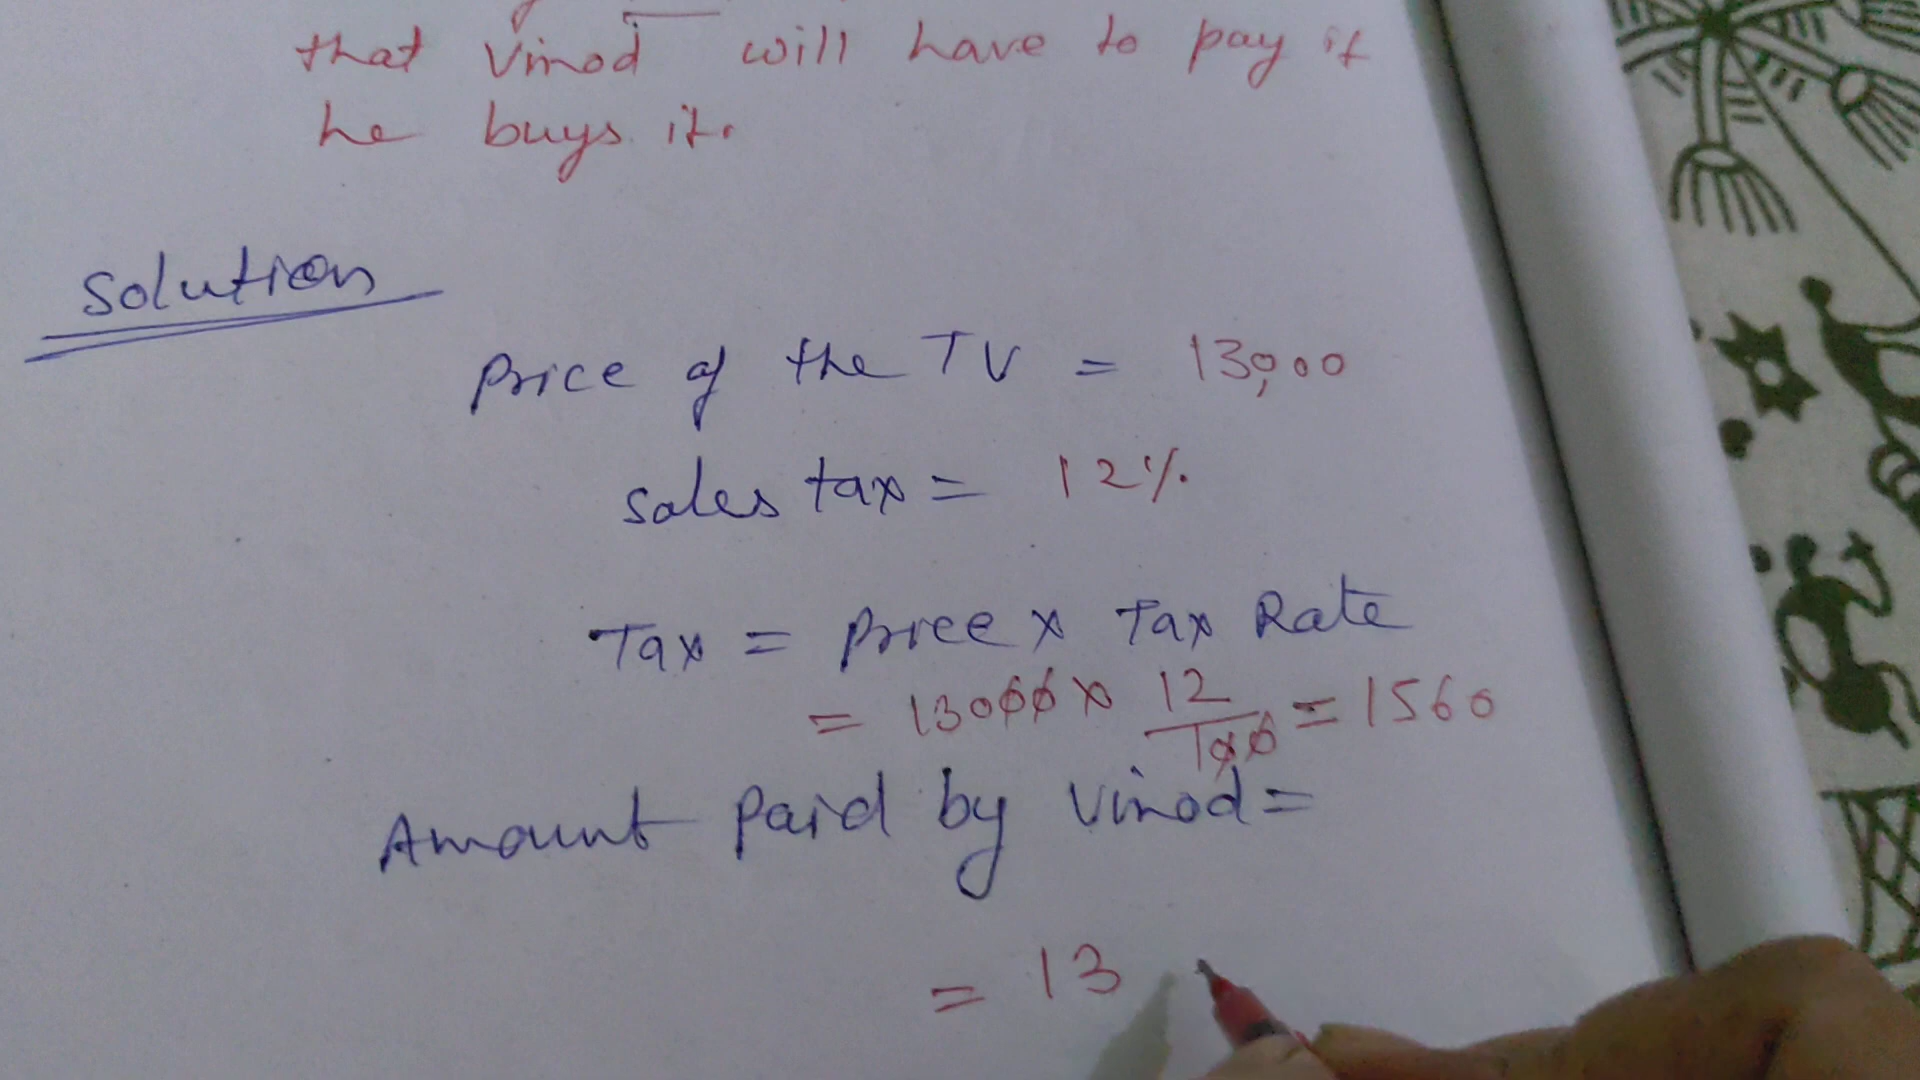 that Vinod will have to pay if
he buys it.
Solution
Price of the TV = 13,000
Sales tax = 12%
Tax = Price x Tax Rate
= 13000 x 12/100 = 1560
Amount Paid by Vinod =
= 13